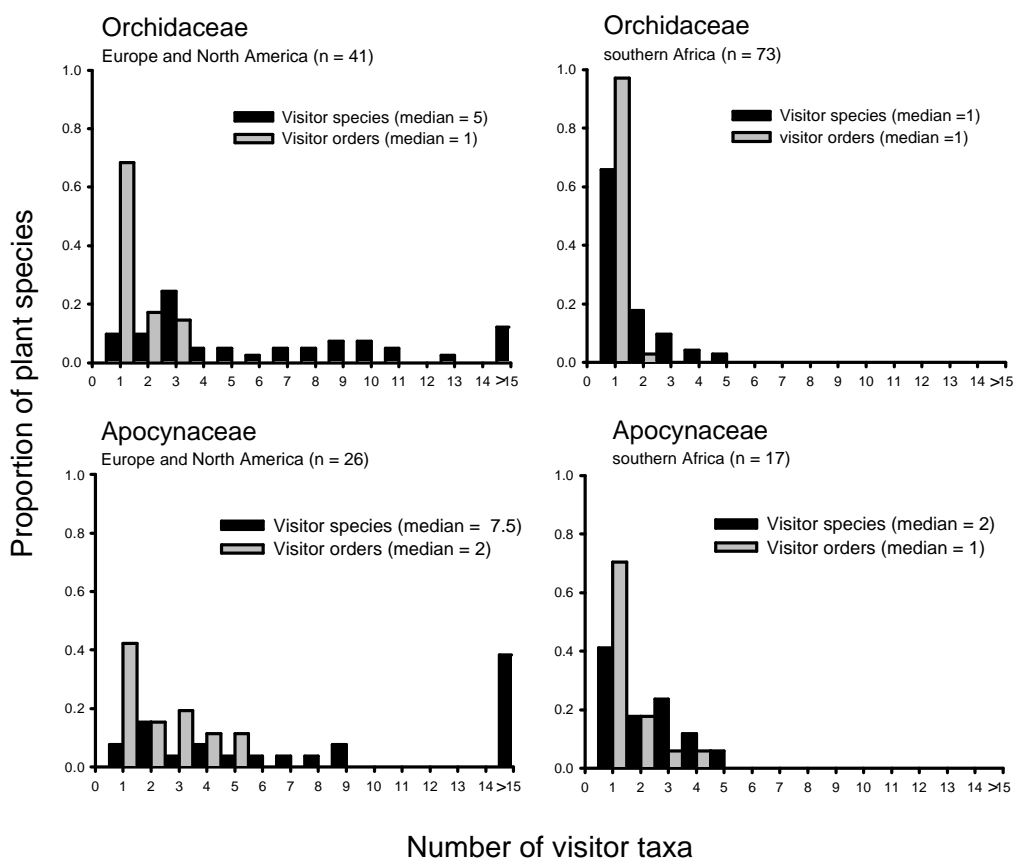 Orchidaceae
Europe and North America (n = 41)
Visitor species (median = 5)
Visitor orders (median = 1)
1.0
0.8
0.6
0.4
0.2
0.0
0 1 2 3 4 5 6 7 8 9 10 11 12 13 14 >15
Orchidaceae
southern Africa (n = 73)
Visitor species (median =1)
visitor orders (median =1)
1.0
0.8
0.6
0.4
0.2
0.0
0 1 2 3 4 5 6 7 8 9 10 11 12 13 14 >15
Apocynaceae
Europe and North America (n = 26)
Visitor species (median = 7.5)
Visitor orders (median = 2)
1.0
0.8
0.6
0.4
0.2
0.0
0 1 2 3 4 5 6 7 8 9 10 11 12 13 14 >15
Apocynaceae
southern Africa (n = 17)
Visitor species (median = 2)
Visitor orders (median = 1)
1.0
0.8
0.6
0.4
0.2
0.0
0 1 2 3 4 5 6 7 8 9 10 11 12 13 14 >15
Proportion of plant species
Number of visitor taxa